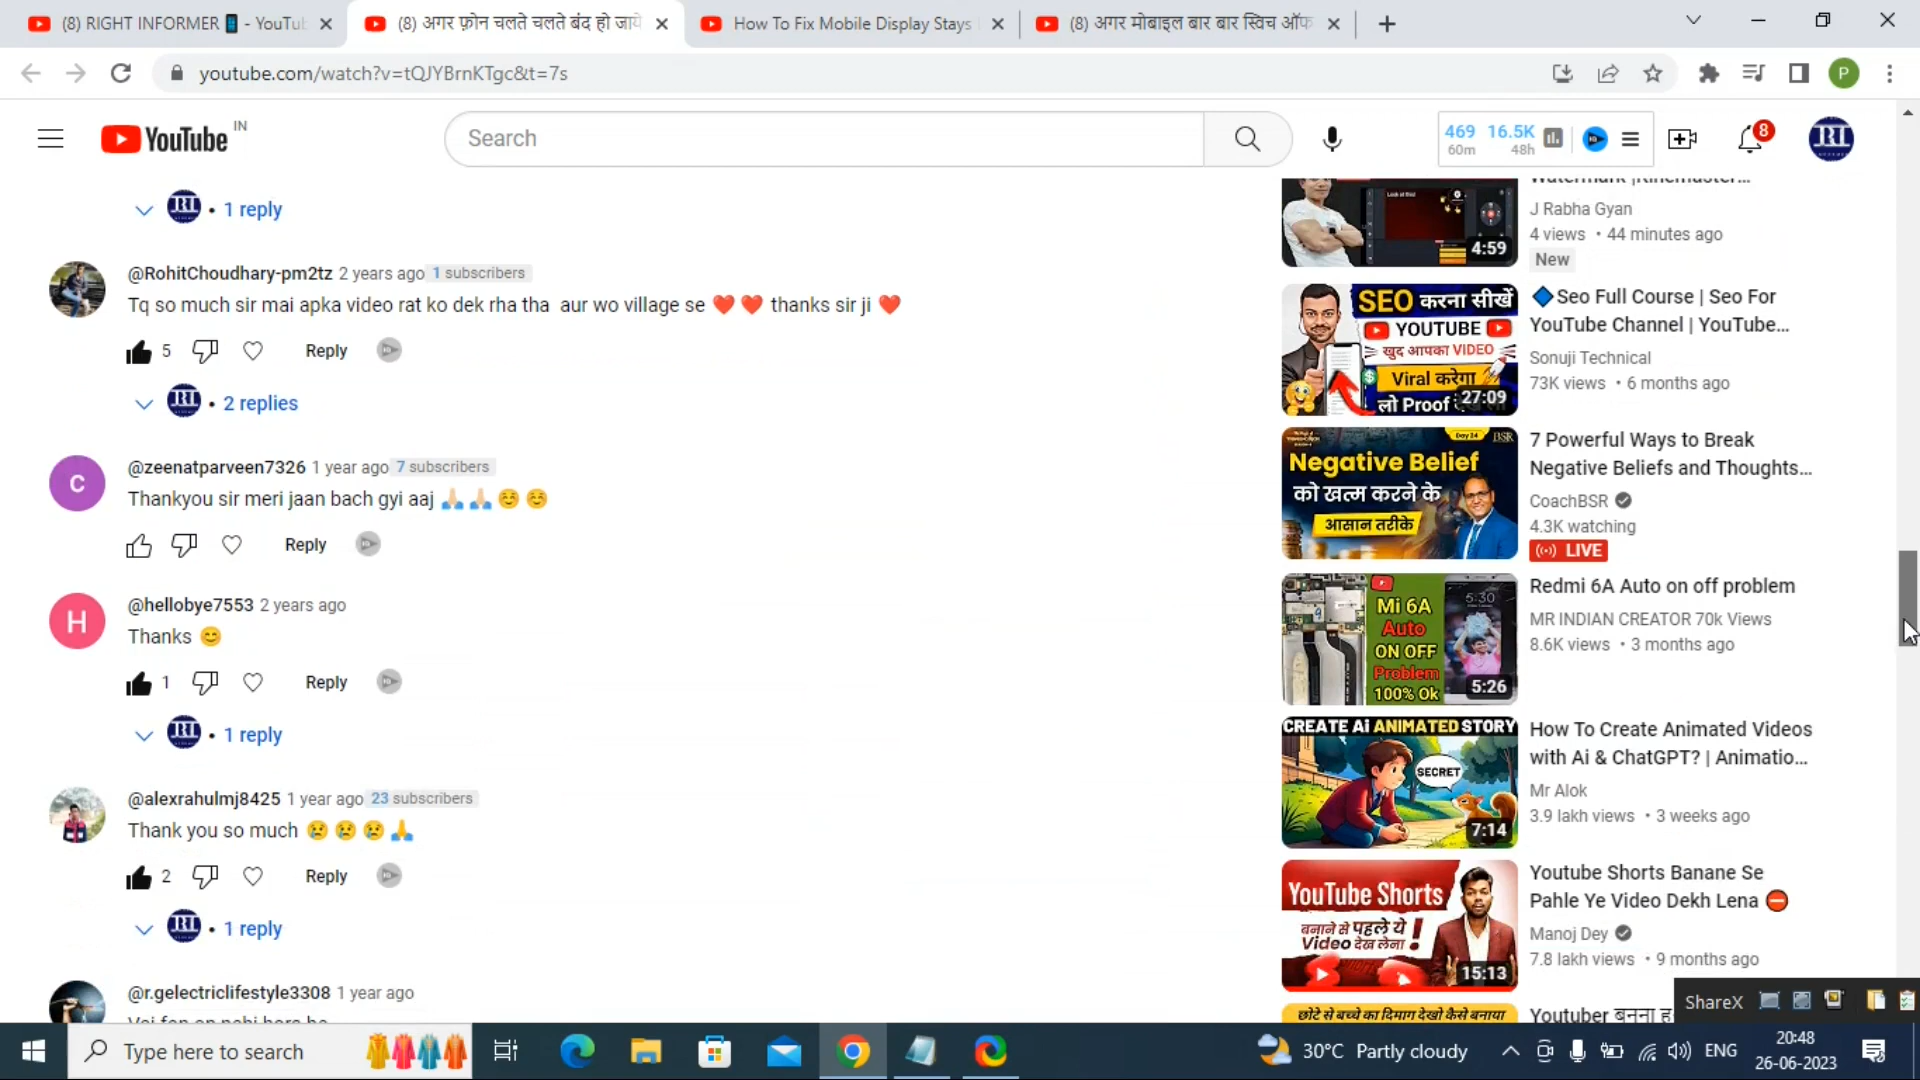 (8) RIGHT INFORMER - YouTub
(8) अगर फ़ोन चलते चलते बंद हो जाये
How To Fix Mobile Display Stays
(8) अगर मोबाइल बार बार स्विच ऑफ
youtube.com/watch?v=tQJYBrnKTgc&t=7s
P
YouTube IN
Search
469 16.5K
60m 48h
8
RI
1 reply
@RohitChoudhary-pm2tz 2 years ago 1 subscribers
Tq so much sir mai apka video rat ko dek rha tha aur wo village se ❤️ ❤️ thanks sir ji ❤️
5 Reply
2 replies
C
@zeenatparveen7326 1 year ago 7 subscribers
Thankyou sir meri jaan bach gyi aaj 🙏🏻 🙏🏻 ☺️ ☺️
Reply
H
@hellobye7553 2 years ago
Thanks 😊
1 Reply
1 reply
@alexrahulmj8425 1 year ago 23 subscribers
Thank you so much 😢 😢 😢 🙏
2 Reply
1 reply
@r.gelectriclifestyle3308 1 year ago
4:59
J Rabha Gyan
4 views • 44 minutes ago
New
SEO करना सीखें
YOUTUBE
खुद आपका VIDEO
Viral करेगा
लो Proof
27:09
Seo Full Course | Seo For
YouTube Channel | YouTube...
Sonuji Technical
73K views • 6 months ago
Day 24 BSR
Negative Belief
को खत्म करने के
आसान तरीके
7 Powerful Ways to Break
Negative Beliefs and Thoughts...
CoachBSR
4.3K watching
LIVE
Mi 6A
Auto
ON OFF
Problem
100% Ok
5:30
5:26
Redmi 6A Auto on off problem
MR INDIAN CREATOR 70k Views
8.6K views • 3 months ago
CREATE Ai ANIMATED STORY
SECRET
7:14
How To Create Animated Videos
with Ai & ChatGPT? | Animatio...
Mr Alok
3.9 lakh views • 3 weeks ago
YouTube Shorts
बनाने से पहले ये
Video देख लेना !
15:13
Youtube Shorts Banane Se
Pahle Ye Video Dekh Lena ⛔
Manoj Dey
7.8 lakh views • 9 months ago
छोटे से बच्चे का दिमाग देखो कैसे बनाया
Youtuber बनना ह
ShareX
Type here to search
30°C Partly cloudy
ENG
20:48
26-06-2023